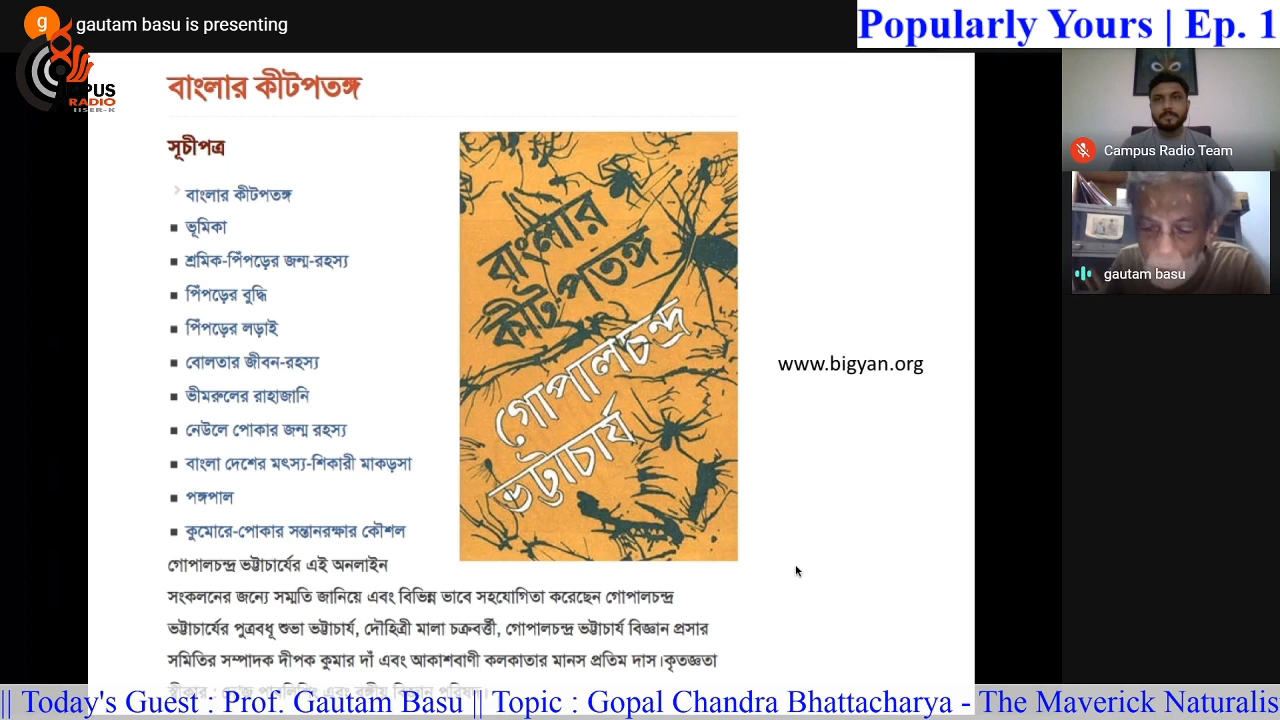 g gautam basu is presenting
Popularly Yours | Ep. 1
MPUS
RADIO
IISER-K
বাংলার কীটপতঙ্গ
সূচীপত্র
বাংলার কীটপতঙ্গ
ভূমিকা
শ্রমিক-পিঁপড়ের জন্ম-রহস্য
পিঁপড়ের বুদ্ধি
পিঁপড়ের লড়াই
বোলতার জীবন-রহস্য
ভীমরুলের রাহাজানি
নেউলে পোকার জন্ম রহস্য
বাংলা দেশের মৎস্য-শিকারী মাকড়সা
পঙ্গপাল
কুমোরে-পোকার সন্তানরক্ষার কৌশল
গোপালচন্দ্র ভট্টাচার্যের এই অনলাইন
সংকলনের জন্যে সম্মতি জানিয়ে এবং বিভিন্ন ভাবে সহযোগিতা করেছেন গোপালচন্দ্র
ভট্টাচার্যের পুত্রবধূ শুভা ভট্টাচার্য, দৌহিত্রী মালা চক্রবর্ত্তী, গোপালচন্দ্র ভট্টাচার্য বিজ্ঞান প্রসার
সমিতির সম্পাদক দীপক কুমার দাঁ এবং আকাশবাণী কলকাতার মানস প্রতিম দাস।কৃতজ্ঞতা
বাংলার
কীটপতঙ্গ
গোপালচন্দ্র
ভট্টাচার্য
www.bigyan.org
Campus Radio Team
gautam basu
|| Today's Guest : Prof. Gautam Basu || Topic : Gopal Chandra Bhattacharya - The Maverick Naturalis